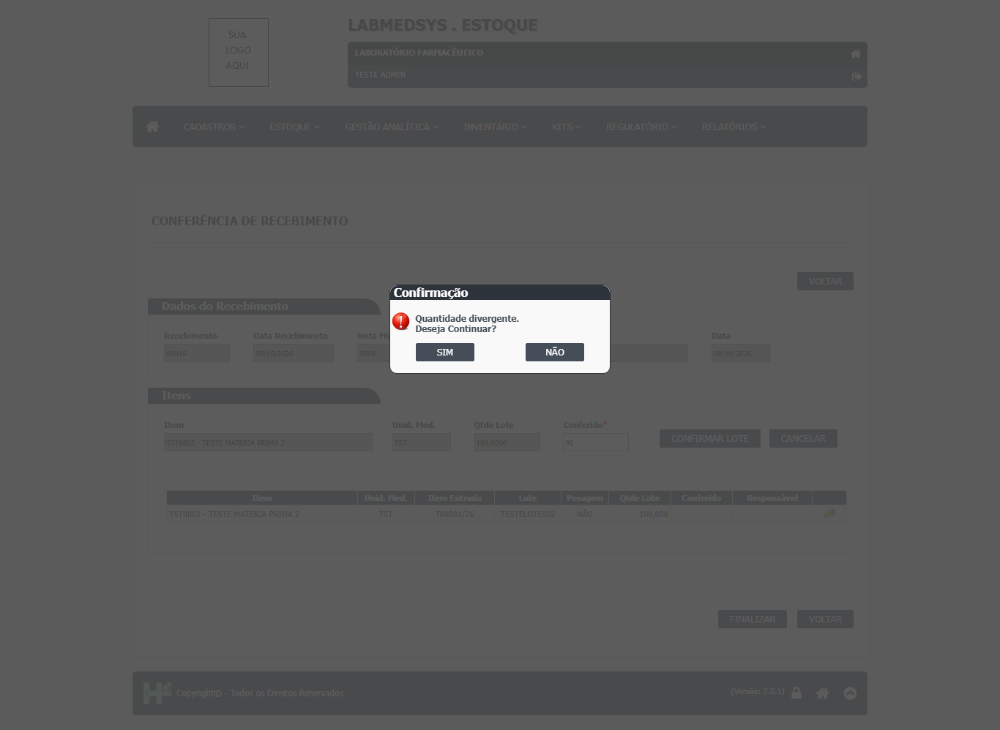 SUA
LOGO
AQUI
LABMEDSYS . ESTOQUE
LABORATÓRIO FARMACÊUTICO
TESTE ADMIN
CADASTROS ESTOQUE GESTÃO ANALÍTICA INVENTÁRIO KITS REGULATÓRIO RELATÓRIOS
CONFERÊNCIA DE RECEBIMENTO
VOLTAR
Confirmação
Quantidade divergente.
Deseja Continuar?
SIM NÃO
Dados do Recebimento
Recebimento Data Recebimento Nota Data
00016 08/10/2026 9006 08/10/2026
Itens
Item Unid. Med. Qtde Lote Conferido*
TST0002 - TESTE MATERIA PRIMA 2 TST 100,0000 90 CONFIRMAR LOTE CANCELAR
Item Unid. Med. Item Entrada Lote Pesagem Qtde Lote Conferido Responsável
TST0002 - TESTE MATERIA PRIMA 2 TST TA0001/26 TESTELOTE002 NÃO 100,000
FINALIZAR VOLTAR
Copyright© - Todos os Direitos Reservados (Versão: 3.5.1)